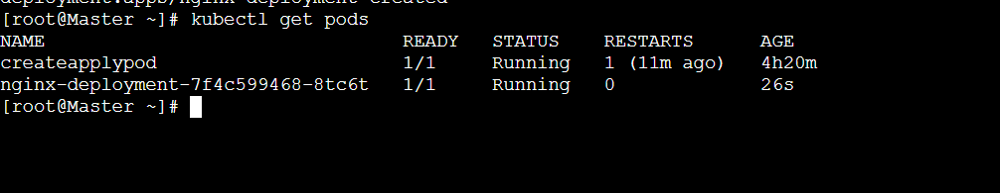 deployment.apps/nginx-deployment created
[root@Master ~]# kubectl get pods
NAME READY STATUS RESTARTS AGE
createapplypod 1/1 Running 1 (11m ago) 4h20m
nginx-deployment-7f4c599468-8tc6t 1/1 Running 0 26s
[root@Master ~]#